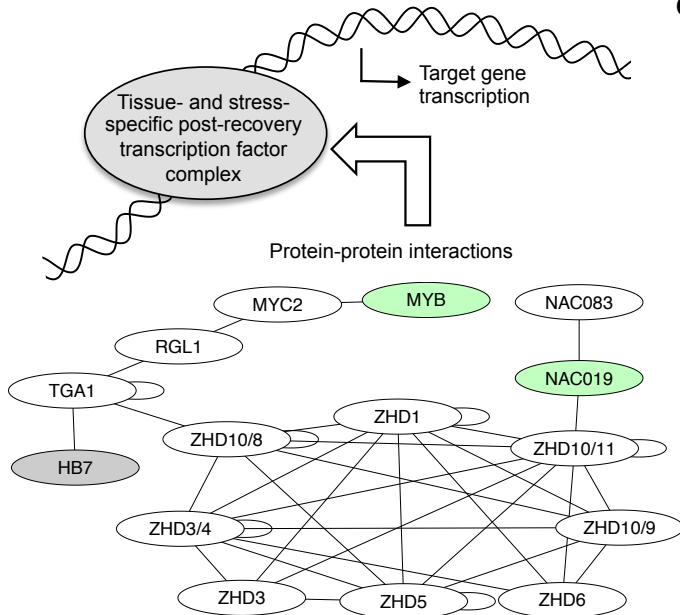 Target gene
transcription
Tissue- and stress-
specific post-recovery
transcription factor
complex
Protein-protein interactions
MYC2
MYB
NAC083
RGL1
NAC019
TGA1
ZHD1
ZHD10/8
ZHD10/11
HB7
ZHD3/4
ZHD10/9
ZHD3
ZHD5
ZHD6